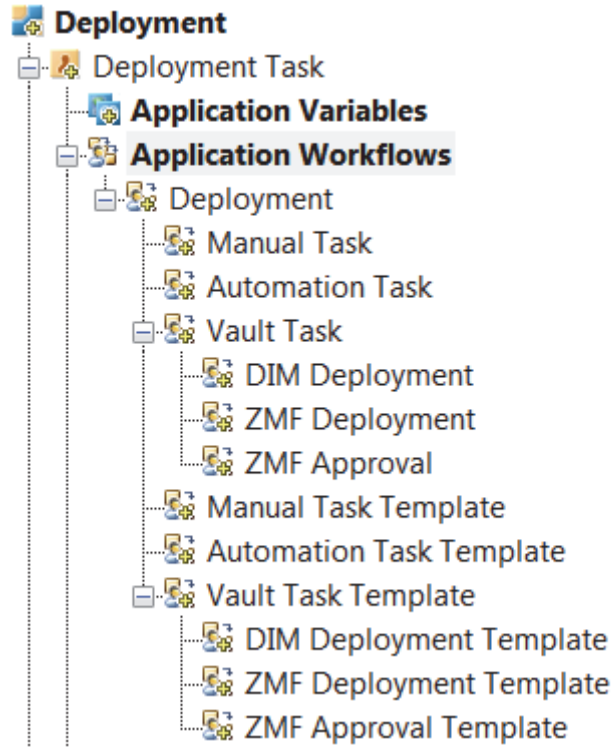 Deployment
Deployment Task
Application Variables
Application Workflows
Deployment
Manual Task
Automation Task
Vault Task
DIM Deployment
ZMF Deployment
ZMF Approval
Manual Task Template
Automation Task Template
Vault Task Template
DIM Deployment Template
ZMF Deployment Template
ZMF Approval Template